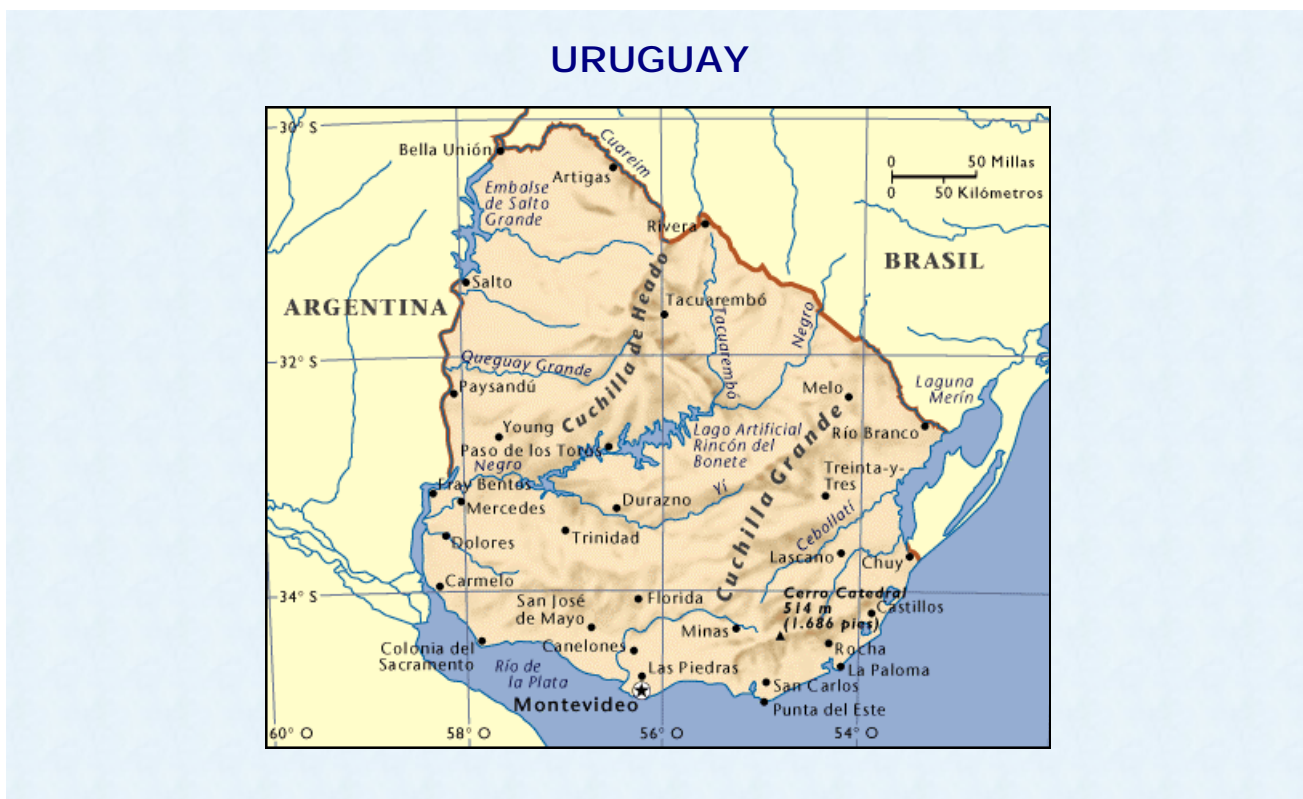 URUGUAY
30° S
Bella Unión
Cuareim
Artigas
0 50 Millas
0 50 Kilómetros
Embalse
de Salto
Grande
Rivera
BRASIL
Salto
ARGENTINA
Tacuarembó
Cuchilla de Heado
Tacuarembó
Negro
32° S
Queguay Grande
Paysandú
Melo
Laguna
Merín
Young
Paso de los Toros
Lago Artificial
Rincón del
Bonete
Río Branco
Negro
Cuchilla Grande
Treinta-y-
Tres
Fray Bentos
Mercedes
Durazno
Yí
Trinidad
Cebollatí
Dolores
Lascano
Chuy
Carmelo
34° S
San José
de Mayo
Florida
Cerro Catedral
514 m
(1.686 pies)
Castillos
Minas
Colonia del
Sacramento
Canelones
Rocha
Río de
la Plata
Las Piedras
La Paloma
San Carlos
Montevideo
Punta del Este
60° O
58° O
56° O
54° O